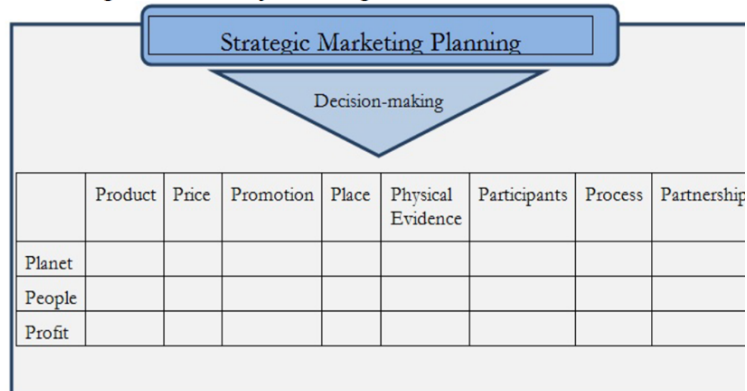 Strategic Marketing Planning
Decision-making
Product Price Promotion Place Physical Evidence Participants Process Partnership
Planet
People
Profit